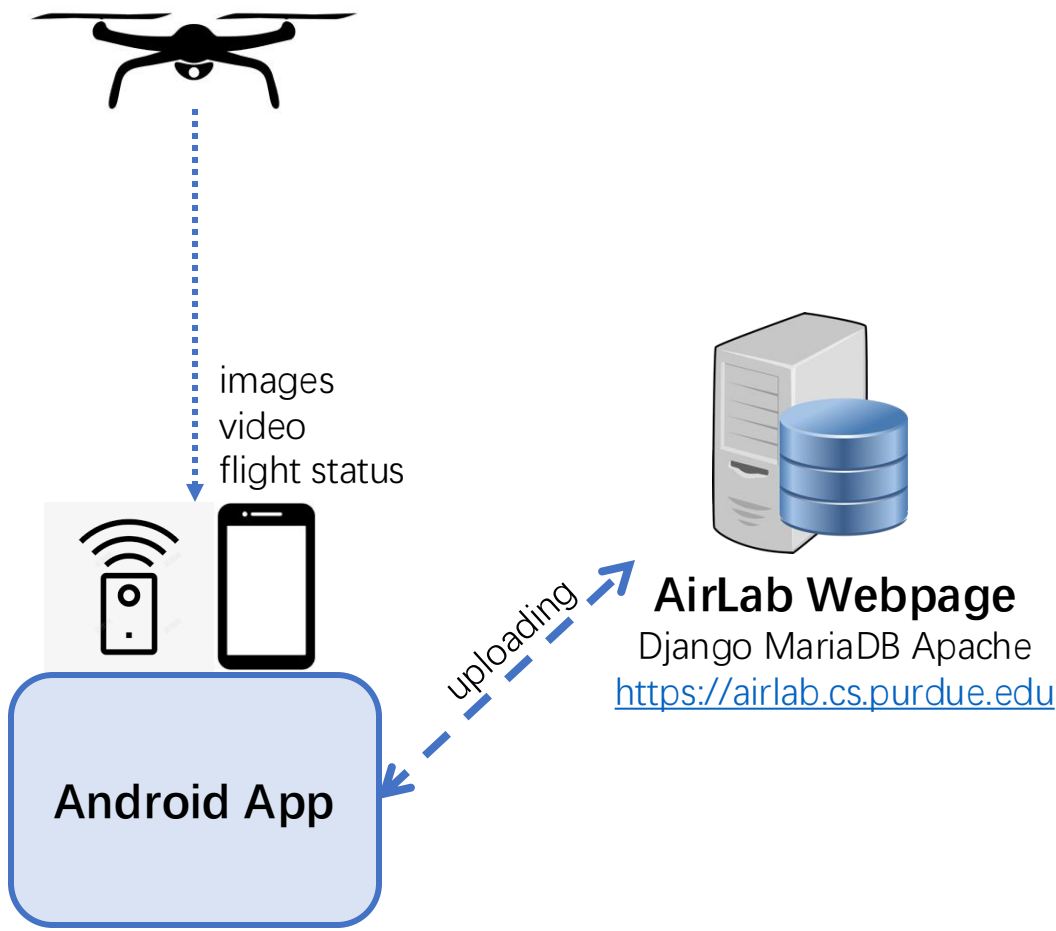 images
video
flight status
uploading
AirLab Webpage
Django MariaDB Apache
https://airlab.cs.purdue.edu
Android App